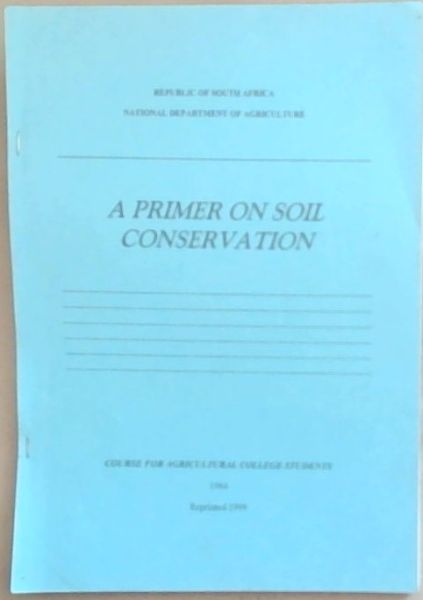 REPUBLIC OF SOUTH AFRICA
NATIONAL DEPARTMENT OF AGRICULTURE
A PRIMER ON SOIL
CONSERVATION
COURSE FOR AGRICULTURAL COLLEGE STUDENTS
Reprinted